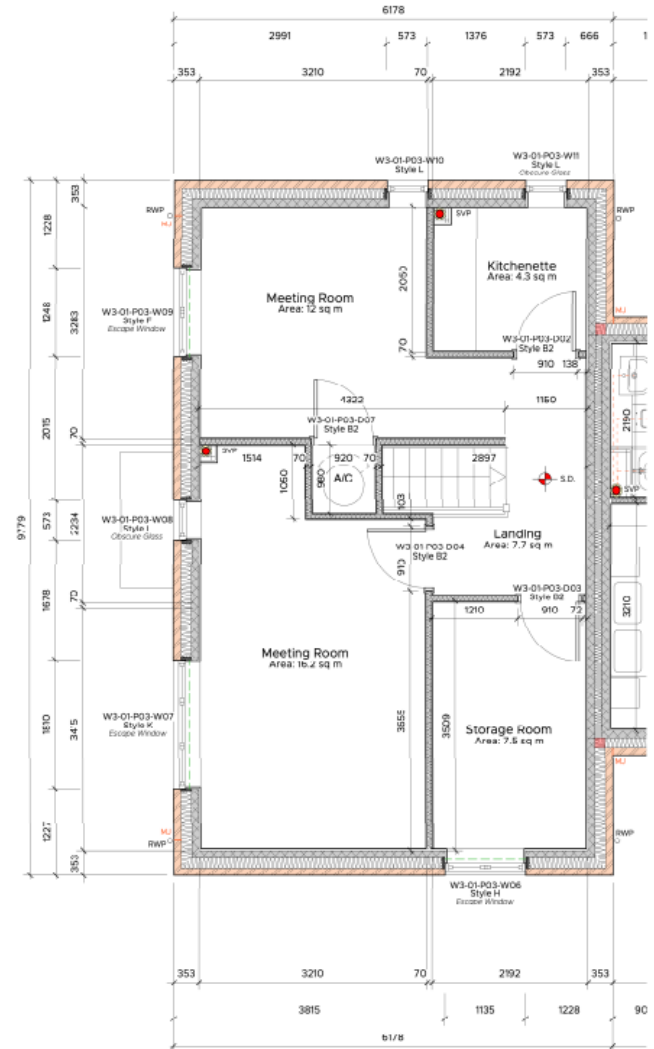 6178
2991 573 1376 573 666
353 3210 70 2192 353
W3-01-P03-W10
Style L
W3-01-P03-W11
Style L
Obscure Glass
353
RWP
MJ
SVP
RWP
1228
Kitchenette
Area: 4.3 sq m
2060
Meeting Room
Area: 12 sq m
W3-01-P03-W09
Style F
Escape Window
1248
3283
MJ
W3-01-P03-D02
Style B2
70
910 138
4322 1160
W3-01-P03-D07
Style B2
2015
70
2190
SVP
1514 70 920 70 2897
1060
980
A/C
S.D.
SVP
103
9779
W3-01-P03-W08
Style L
Obscure Glass
573
2234
Landing
Area: 7.7 sq m
W3-01-P03-D04
Style B2
910
W3-01-P03-D03
Style B2
1678
70
1210 910 72
3210
Meeting Room
Area: 16.2 sq m
W3-01-P03-W07
Style K
Escape Window
1810
3415
3655
3509
Storage Room
Area: 7.5 sq m
MJ
MJ
RWP
RWP
1227
353
W3-01-P03-W06
Style H
Escape Window
353 3210 70 2192 353
3815 1135 1228 90
6178